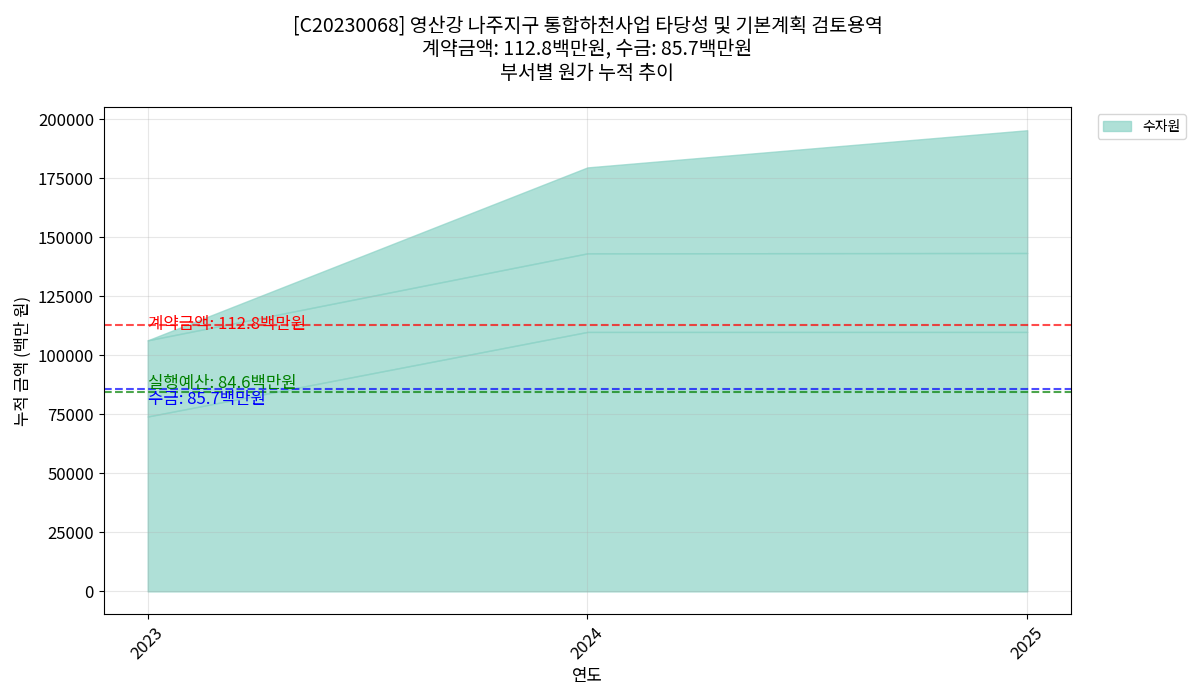 [C20230068] 영산강 나주지구 통합하천사업 타당성 및 기본계획 검토용역
계약금액: 112.8백만원, 수금: 85.7백만원
부서별 원가 누적 추이
수자원
누적 금액 (백만 원)
200000
175000
150000
125000
100000
75000
50000
25000
0
계약금액: 112.8백만원
실행예산: 84.6백만원
수금: 85.7백만원
2023
2024
2025
연도